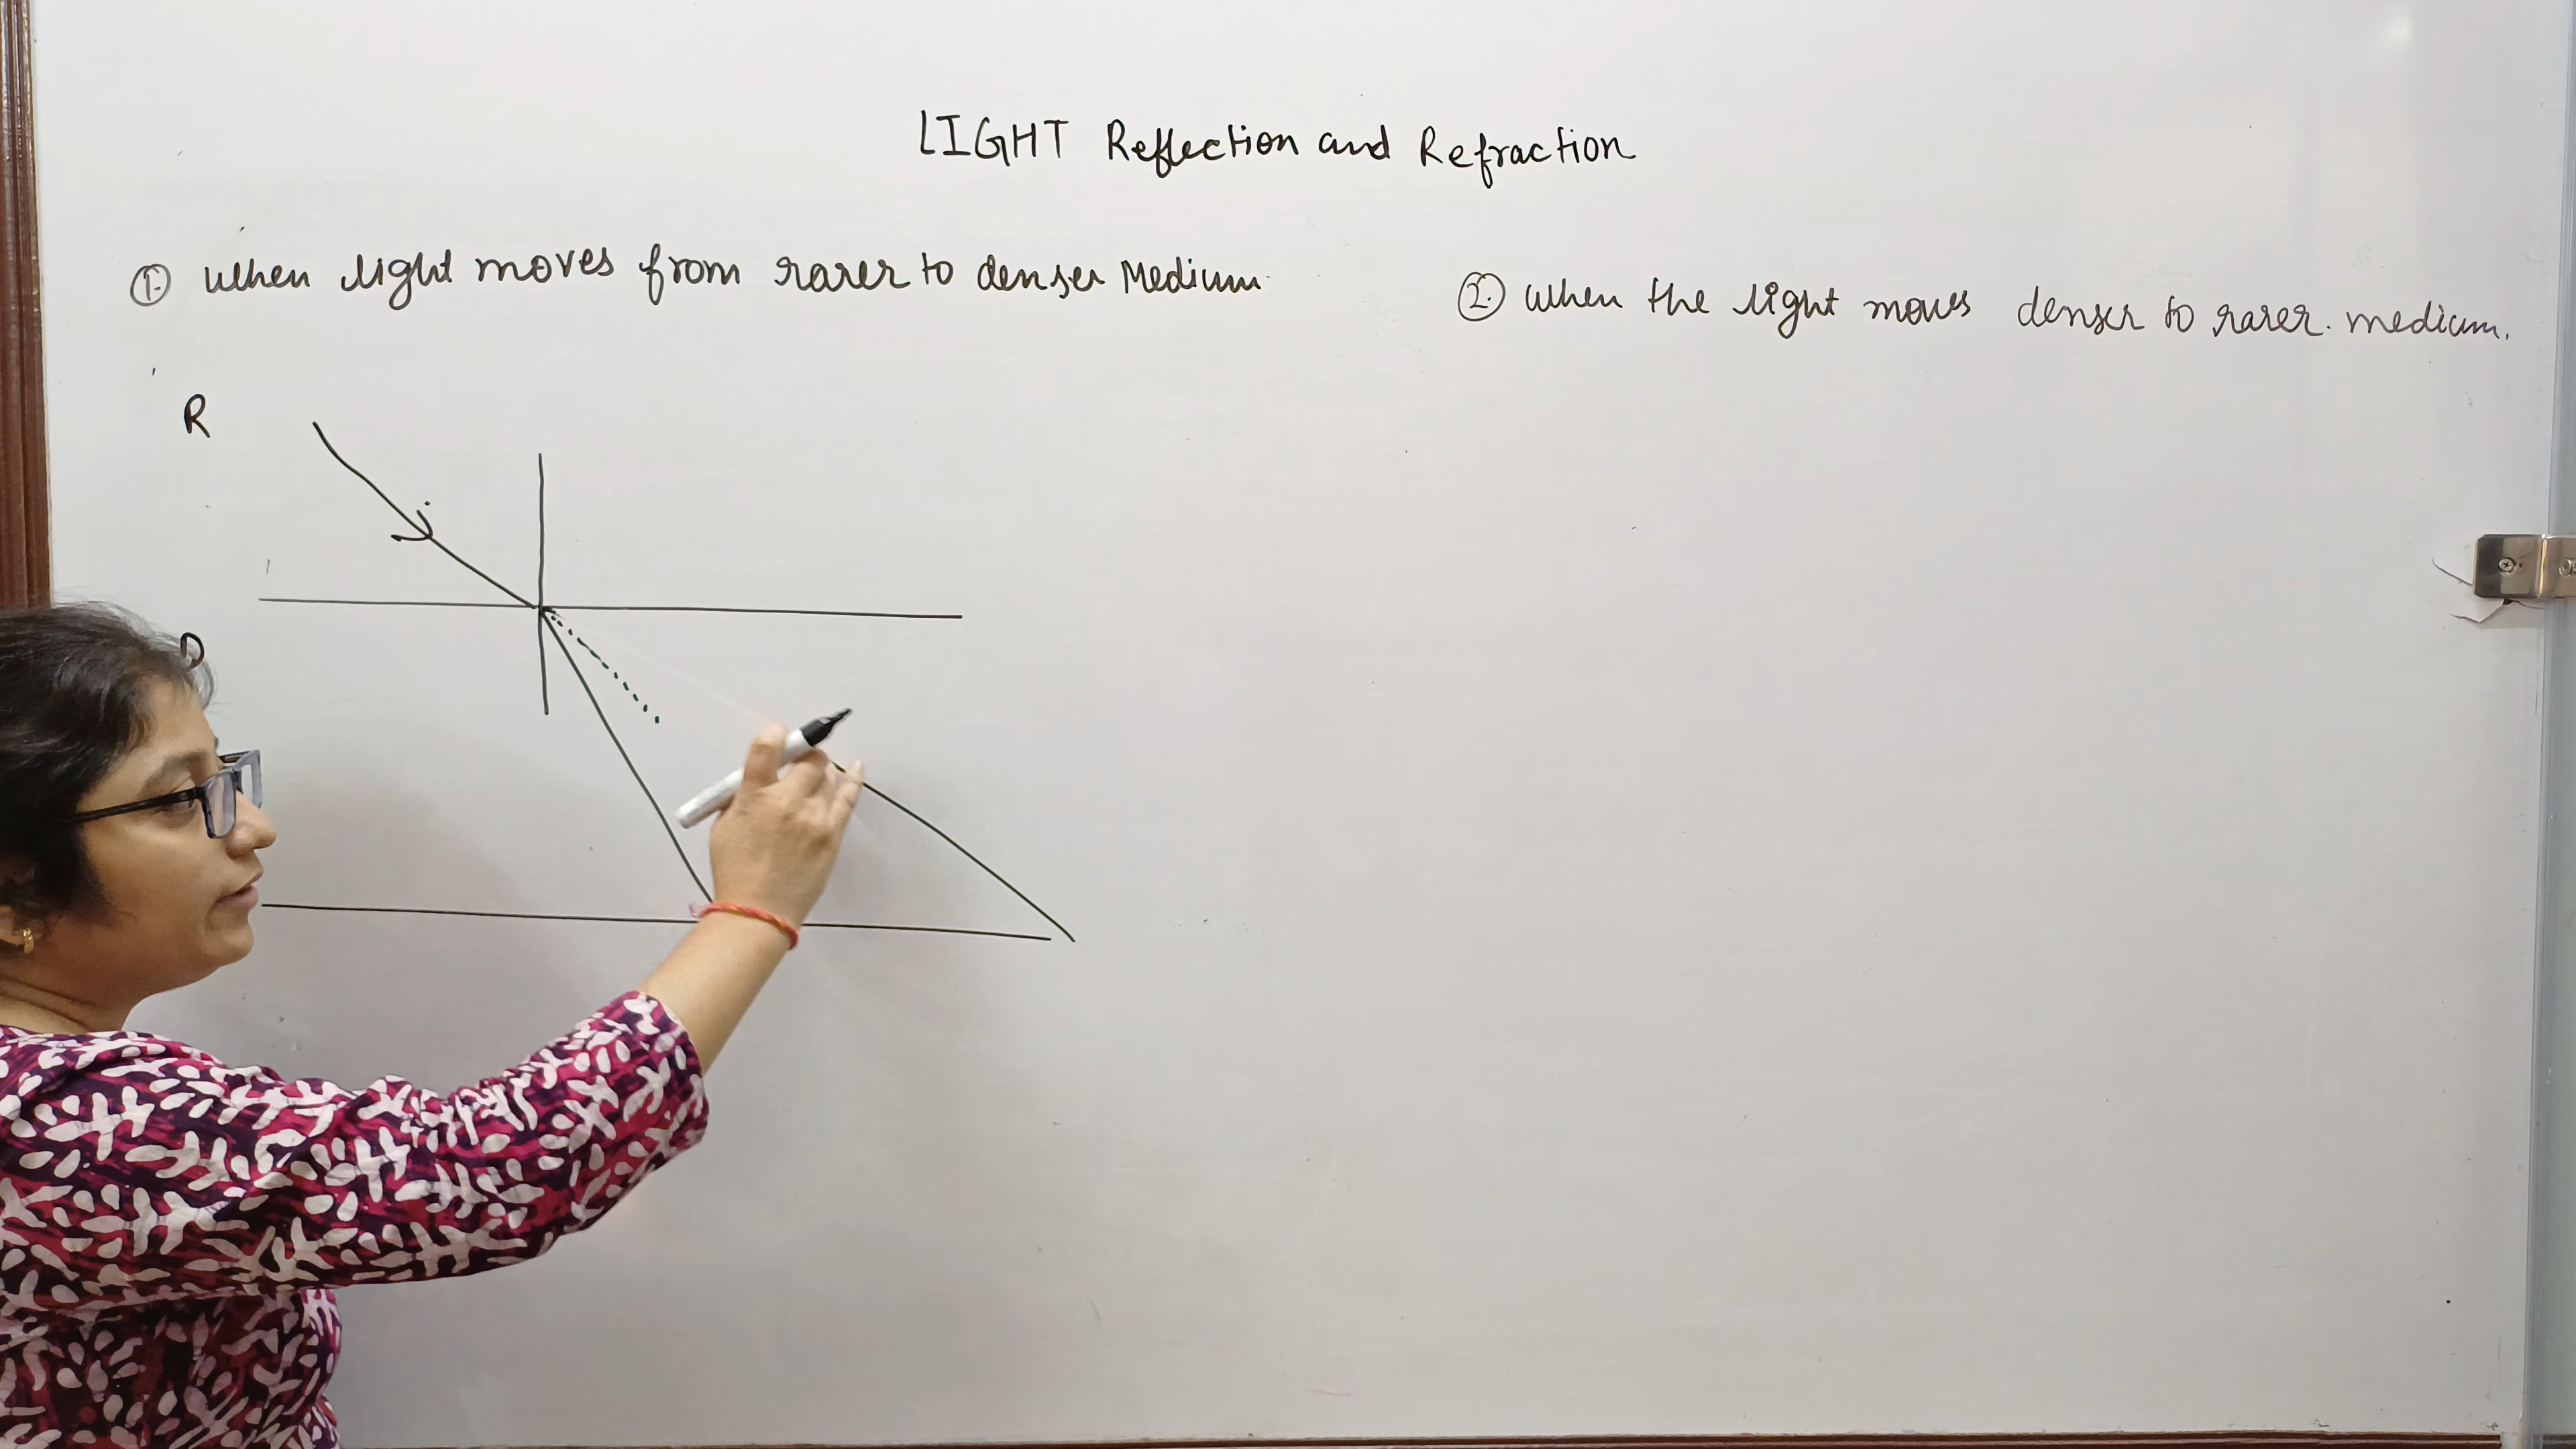 LIGHT Reflection and Refraction
① When light moves from rarer to denser Medium.
② When the light moves denser to rarer. medium.
R
i
D